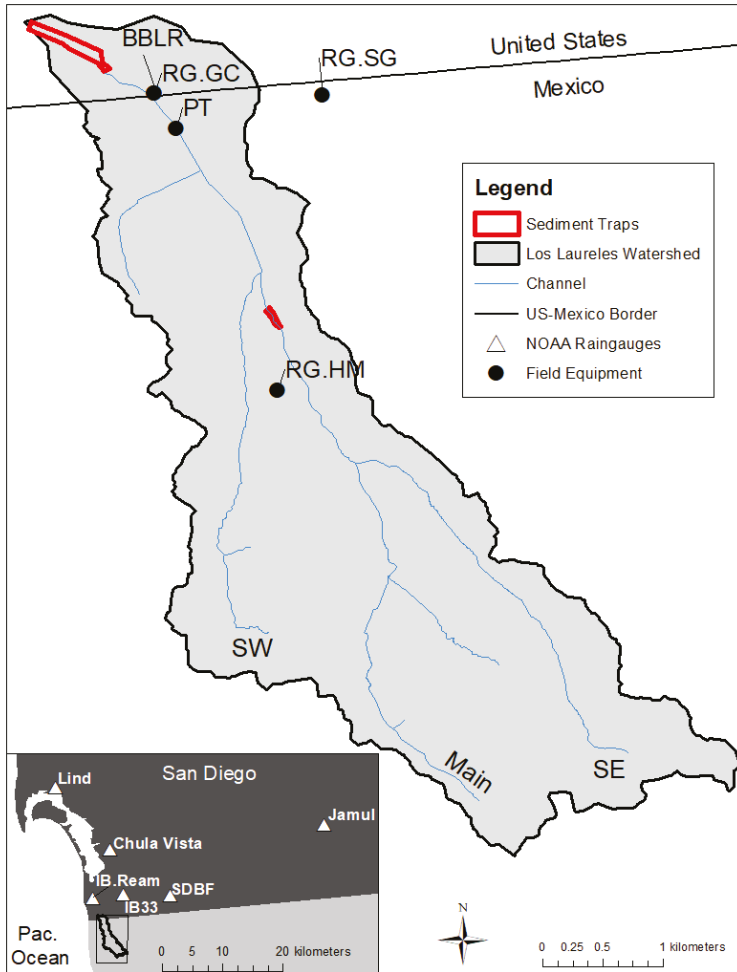 United States
BBLR
RG.SG
RG.GC
Mexico
PT
Legend
Sediment Traps
Los Laureles Watershed
Channel
US-Mexico Border
NOAA Raingauges
Field Equipment
RG.HM
SW
Main
SE
San Diego
Lind
Jamul
Chula Vista
IB.Ream
SDBF
IB33
Pac.
Ocean
0 5 10 20 kilometers
N
0 0.25 0.5 1 kilometers